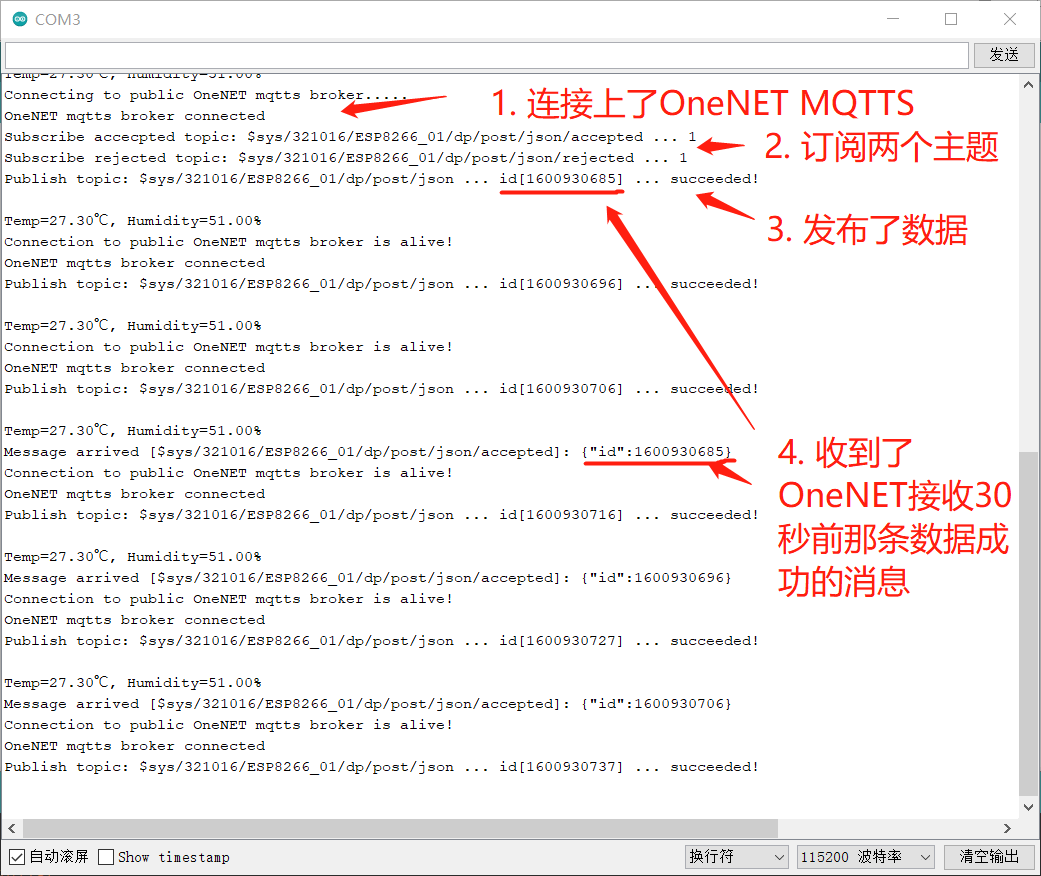 COM3
发送
Temp=27.30℃, Humidity=51.00%
Connecting to public OneNET mqtts broker.....
OneNET mqtts broker connected
Subscribe accecpted topic: $sys/321016/ESP8266_01/dp/post/json/accepted ... 1
Subscribe rejected topic: $sys/321016/ESP8266_01/dp/post/json/rejected ... 1
Publish topic: $sys/321016/ESP8266_01/dp/post/json ... id[1600930685] ... succeeded!
1. 连接上了OneNET MQTTS
2. 订阅两个主题
3. 发布了数据
Temp=27.30℃, Humidity=51.00%
Connection to public OneNET mqtts broker is alive!
OneNET mqtts broker connected
Publish topic: $sys/321016/ESP8266_01/dp/post/json ... id[1600930696] ... succeeded!
Temp=27.30℃, Humidity=51.00%
Connection to public OneNET mqtts broker is alive!
OneNET mqtts broker connected
Publish topic: $sys/321016/ESP8266_01/dp/post/json ... id[1600930706] ... succeeded!
Temp=27.30℃, Humidity=51.00%
Message arrived [$sys/321016/ESP8266_01/dp/post/json/accepted]: {"id":1600930685}
Connection to public OneNET mqtts broker is alive!
OneNET mqtts broker connected
Publish topic: $sys/321016/ESP8266_01/dp/post/json ... id[1600930716] ... succeeded!
4. 收到了
OneNET接收30
秒前那条数据成
功的消息
Temp=27.30℃, Humidity=51.00%
Message arrived [$sys/321016/ESP8266_01/dp/post/json/accepted]: {"id":1600930696}
Connection to public OneNET mqtts broker is alive!
OneNET mqtts broker connected
Publish topic: $sys/321016/ESP8266_01/dp/post/json ... id[1600930727] ... succeeded!
Temp=27.30℃, Humidity=51.00%
Message arrived [$sys/321016/ESP8266_01/dp/post/json/accepted]: {"id":1600930706}
Connection to public OneNET mqtts broker is alive!
OneNET mqtts broker connected
Publish topic: $sys/321016/ESP8266_01/dp/post/json ... id[1600930737] ... succeeded!
自动滚屏 Show timestamp 换行符 115200 波特率 清空输出